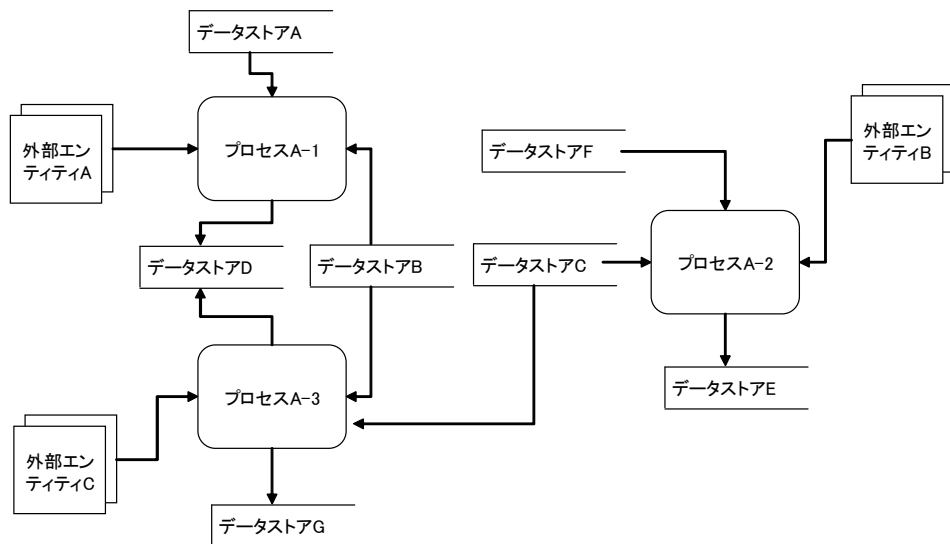 データストアA
外部エン
ティティA
プロセスA-1
データストアF
外部エン
ティティB
データストアD
データストアB
データストアC
プロセスA-2
プロセスA-3
データストアE
外部エン
ティティC
データストアG